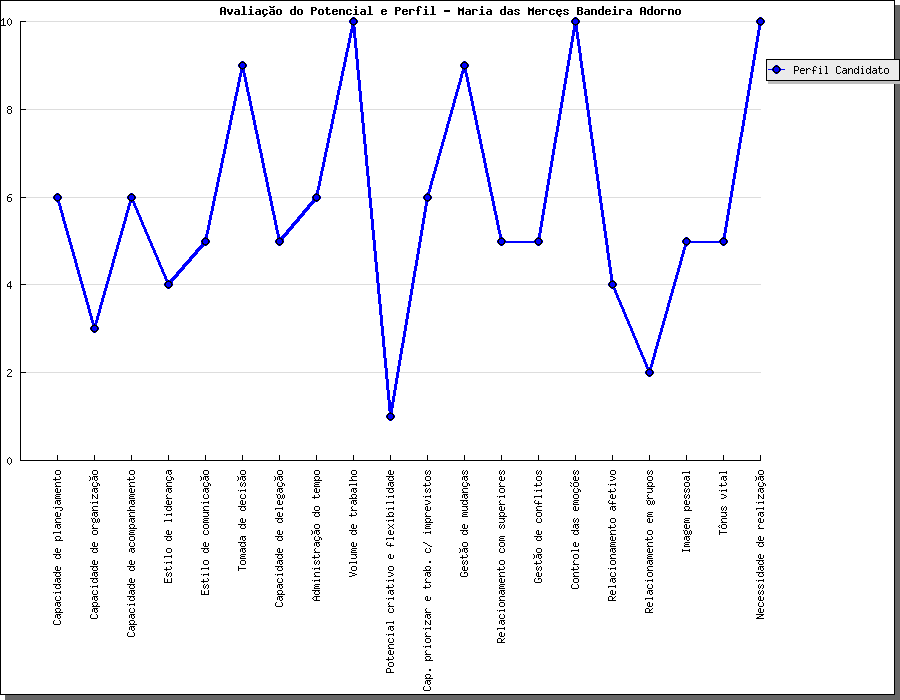 Avaliação do Potencial e Perfil - Maria das Mercęs Bandeira Adorno
10
8
6
4
2
0
Perfil Candidato
Capacidade de planejamento
Capacidade de organização
Capacidade de acompanhamento
Estilo de liderança
Estilo de comunicação
Tomada de decisão
Capacidade de delegação
Administração do tempo
Volume de trabalho
Potencial criativo e flexibilidade
Cap. priorizar e trab. c/ imprevistos
Gestão de mudanças
Relacionamento com superiores
Gestão de conflitos
Controle das emoções
Relacionamento afetivo
Relacionamento em grupos
Imagem pessoal
Tônus vital
Necessidade de realização